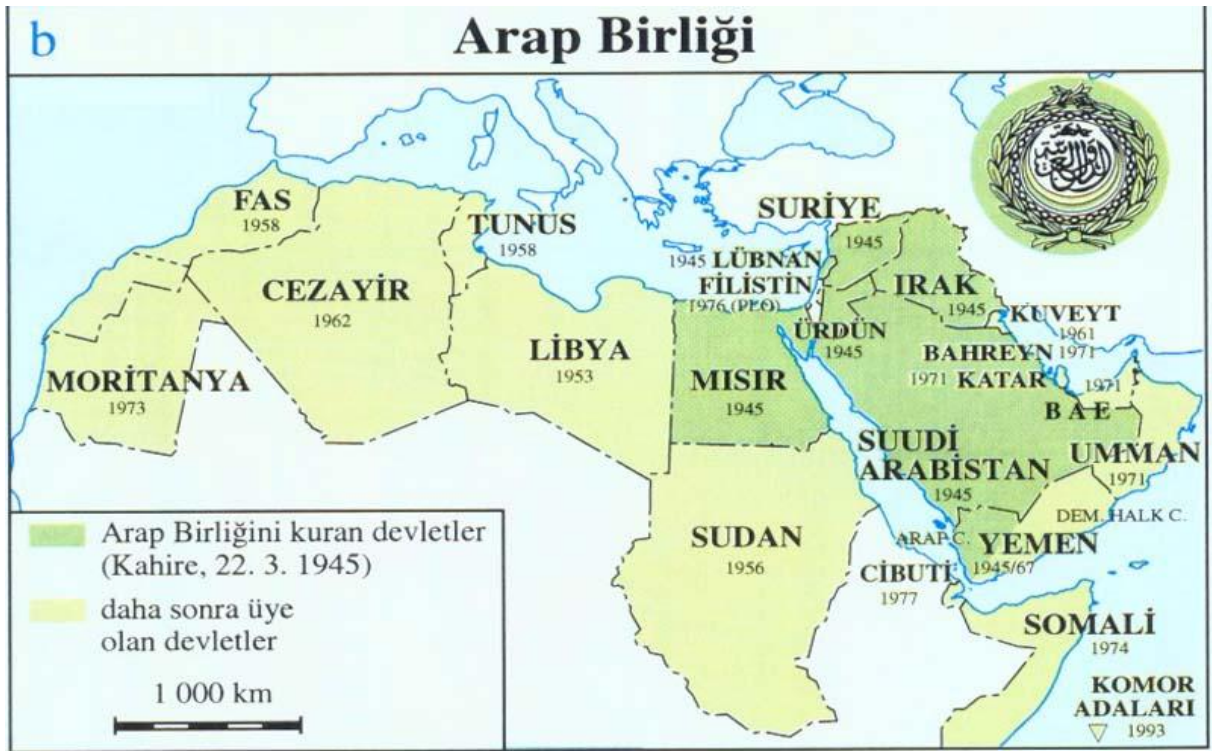 b
Arap Birliği
FAS
1958
TUNUS
1958
CEZAYİR
1962
LİBYA
1953
MORİTANYA
1973
MISIR
1945
SURİYE
1945
1945 LÜBNAN
FİLİSTİN
1976 (PLO)
ÜRDÜN
1945
IRAK
1945
KUVEYT
1961
BAHREYN 1971
1971 KATAR
1971
B A E
SUUDİ
ARABİSTAN
1945
UMMAN
1971
DEM. HALK C.
ARAP C.
YEMEN
1945/67
SUDAN
1956
CİBUTİ
1977
SOMALİ
1974
KOMOR
ADALARI
1993
Arap Birliğini kuran devletler
(Kahire, 22. 3. 1945)
daha sonra üye
olan devletler
1 000 km